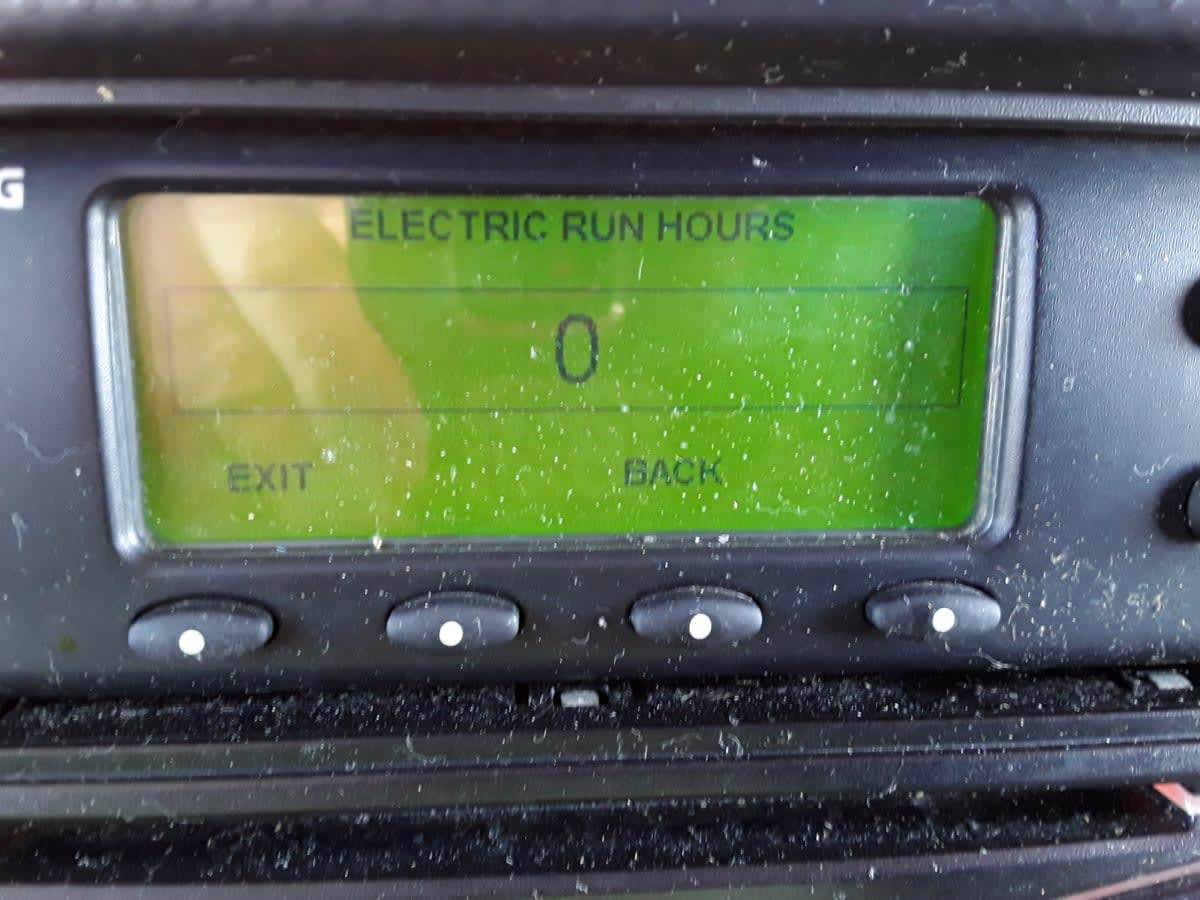 G
ELECTRIC RUN HOURS
0
EXIT BACK